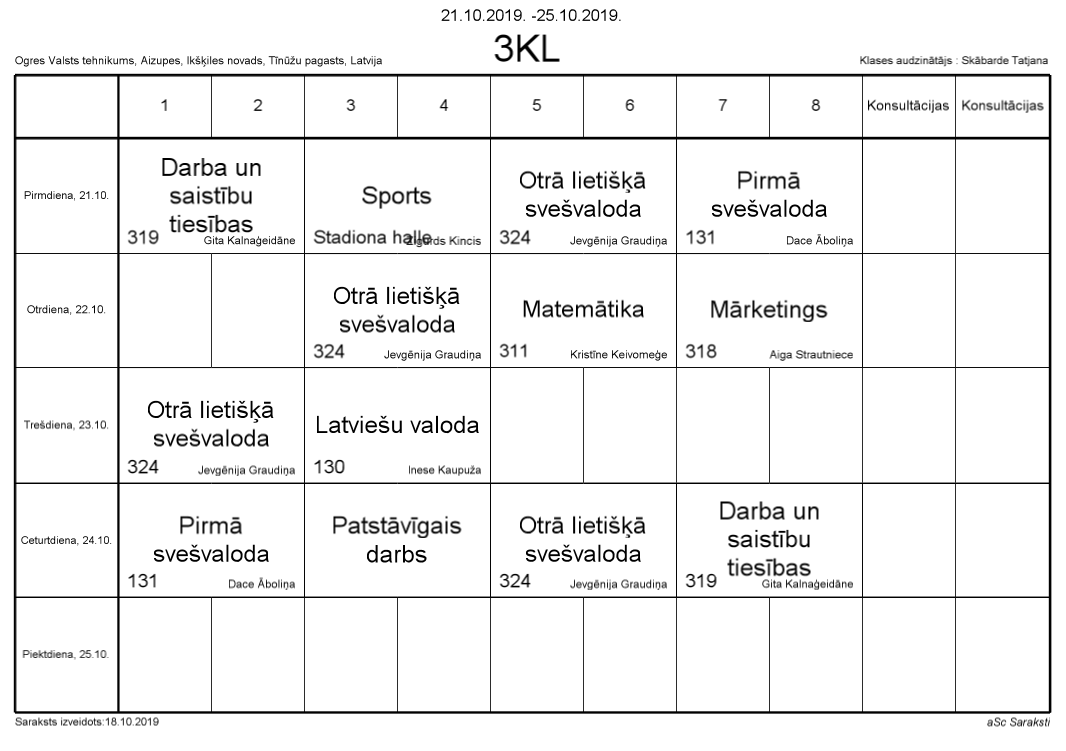 21.10.2019. -25.10.2019.
3KL
Ogres Valsts tehnikums, Aizupes, Ikšķiles novads, Tīnūžu pagasts, Latvija
Klases audzinātājs : Skābarde Tatjana
1 2 3 4 5 6 7 8 Konsultācijas Konsultācijas
Pirmdiena, 21.10.
Darba un
saistību
tiesības
319 Gita Kalnaģeidāne
Sports
Stadiona halle Zigurds Kincis
Otrā lietišķā
svešvaloda
324 Jevgēnija Graudiņa
Pirmā
svešvaloda
131 Dace Āboliņa
Otrdiena, 22.10.
Otrā lietišķā
svešvaloda
324 Jevgēnija Graudiņa
Matemātika
311 Kristīne Keivomeģe
Mārketings
318 Aiga Strautniece
Trešdiena, 23.10.
Otrā lietišķā
svešvaloda
324 Jevgēnija Graudiņa
Latviešu valoda
130 Inese Kaupuža
Ceturtdiena, 24.10.
Pirmā
svešvaloda
131 Dace Āboliņa
Patstāvīgais
darbs
Otrā lietišķā
svešvaloda
324 Jevgēnija Graudiņa
Darba un
saistību
tiesības
319 Gita Kalnaģeidāne
Piektdiena, 25.10.
Saraksts izveidots:18.10.2019
aSc Saraksti